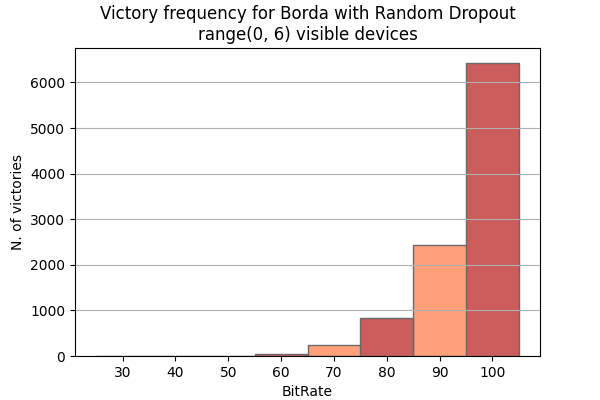 Victory frequency for Borda with Random Dropout
range(0, 6) visible devices
6000
5000
4000
3000
2000
1000
0
N. of victories
30 40 50 60 70 80 90 100
BitRate